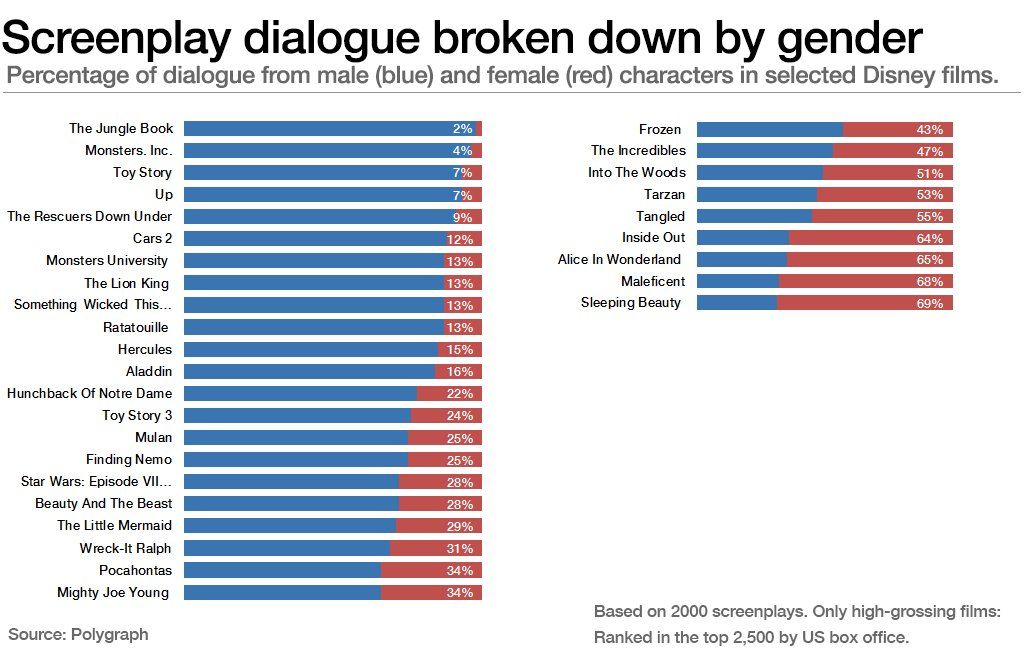 Screenplay dialogue broken down by gender
Percentage of dialogue from male (blue) and female (red) characters in selected Disney films.
The Jungle Book 2%
Monsters. Inc. 4%
Toy Story 7%
Up 7%
The Rescuers Down Under 9%
Cars 2 12%
Monsters University 13%
The Lion King 13%
Something Wicked This... 13%
Ratatouille 13%
Hercules 15%
Aladdin 16%
Hunchback Of Notre Dame 22%
Toy Story 3 24%
Mulan 25%
Finding Nemo 25%
Star Wars: Episode VII... 28%
Beauty And The Beast 28%
The Little Mermaid 29%
Wreck-It Ralph 31%
Pocahontas 34%
Mighty Joe Young 34%
Frozen 43%
The Incredibles 47%
Into The Woods 51%
Tarzan 53%
Tangled 55%
Inside Out 64%
Alice In Wonderland 65%
Maleficent 68%
Sleeping Beauty 69%
Based on 2000 screenplays. Only high-grossing films:
Ranked in the top 2,500 by US box office.
Source: Polygraph